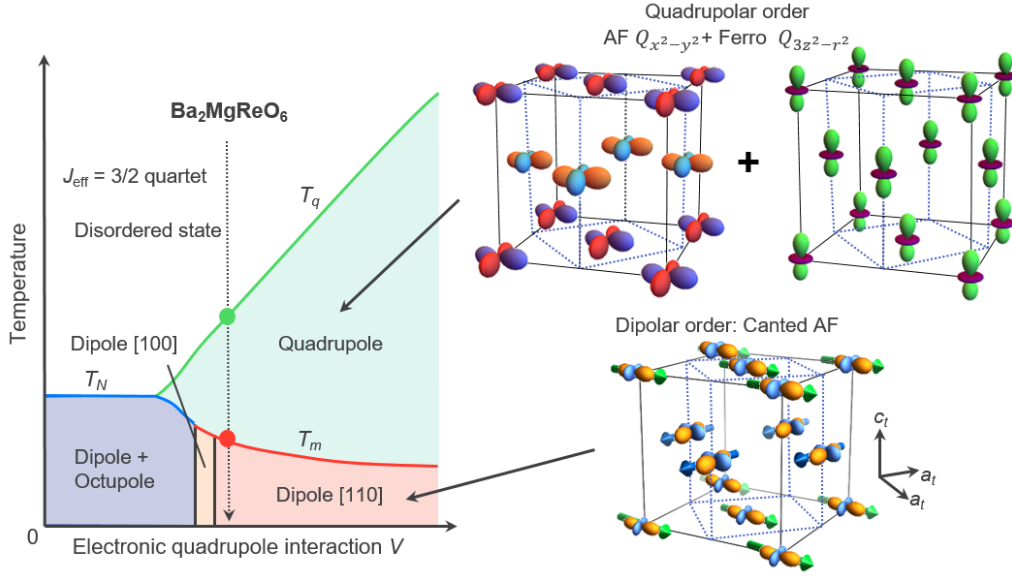 Quadrupolar order
AF Q_{x²−y²}+ Ferro Q_{3z²−r²}
Ba₂MgReO₆
J_eff = 3/2 quartet
T_q
Disordered state
+
Temperature
Dipole [100]
Quadrupole
Dipolar order: Canted AF
T_N
T_m
c_t
a_t
a_t
Dipole +
Octupole
Dipole [110]
0
Electronic quadrupole interaction V